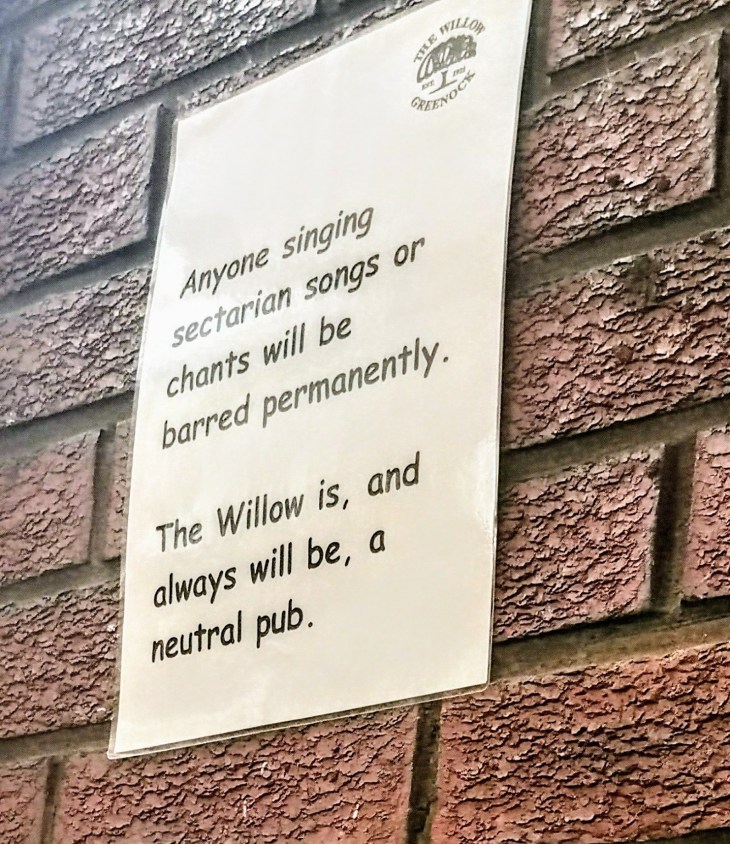 THE WILLOW
EST. 1921
GREENOCK
Anyone singing
sectarian songs or
chants will be
barred permanently.
The Willow is, and
always will be, a
neutral pub.